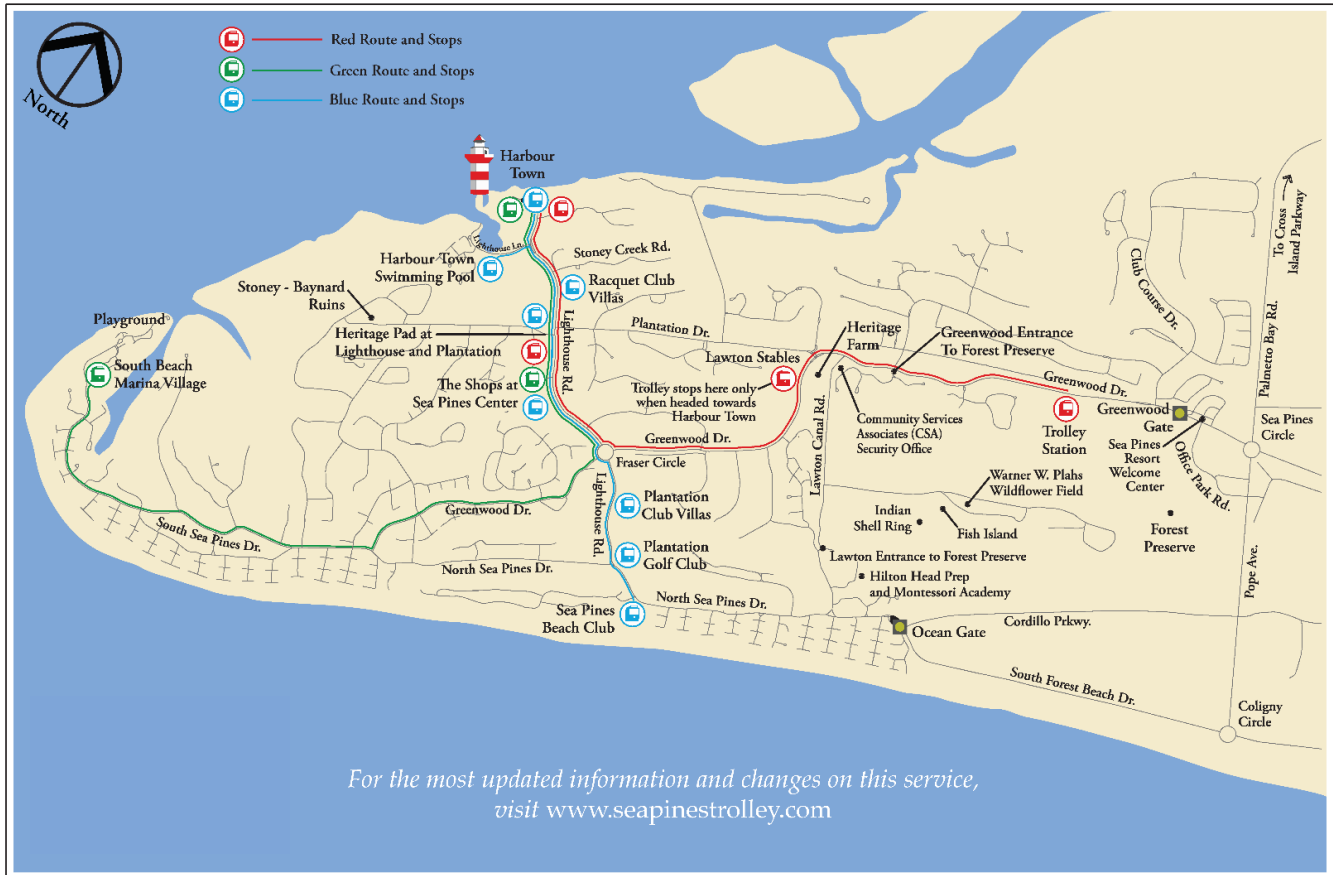 North
Red Route and Stops
Green Route and Stops
Blue Route and Stops
Harbour
Town
Lighthouse Ln.
Harbour Town
Swimming Pool
Stoney Creek Rd.
Racquet Club
Villas
Stoney - Baynard
Ruins
Heritage Pad at
Lighthouse and Plantation
Lighthouse Rd.
Plantation Dr.
Playground
South Beach
Marina Village
The Shops at
Sea Pines Center
Lawton Stables
Trolley stops here only
when headed towards
Harbour Town
Heritage
Farm
Greenwood Entrance
To Forest Preserve
Club Course Dr.
To Cross
Island Parkway
Palmetto Bay Rd.
Greenwood Dr.
Greenwood
Gate
Sea Pines
Circle
Trolley
Station
Sea Pines
Resort
Welcome
Center
Office Park Rd.
Community Services
Associates (CSA)
Security Office
Lawton Canal Rd.
Greenwood Dr.
Fraser Circle
Lighthouse Rd.
Plantation
Club Villas
Plantation
Golf Club
Greenwood Dr.
South Sea Pines Dr.
North Sea Pines Dr.
Warner W. Plahs
Wildflower Field
Indian
Shell Ring
Fish Island
Forest
Preserve
Lawton Entrance to Forest Preserve
Hilton Head Prep
and Montessori Academy
Pope Ave.
Sea Pines
Beach Club
North Sea Pines Dr.
Ocean Gate
Cordillo Prkwy.
South Forest Beach Dr.
Coligny
Circle
For the most updated information and changes on this service,
visit www.seapinestrolley.com